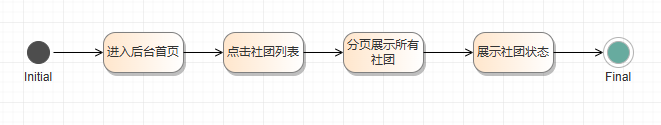 Initial
进入后台首页
点击社团列表
分页展示所有
社团
展示社团状态
Final